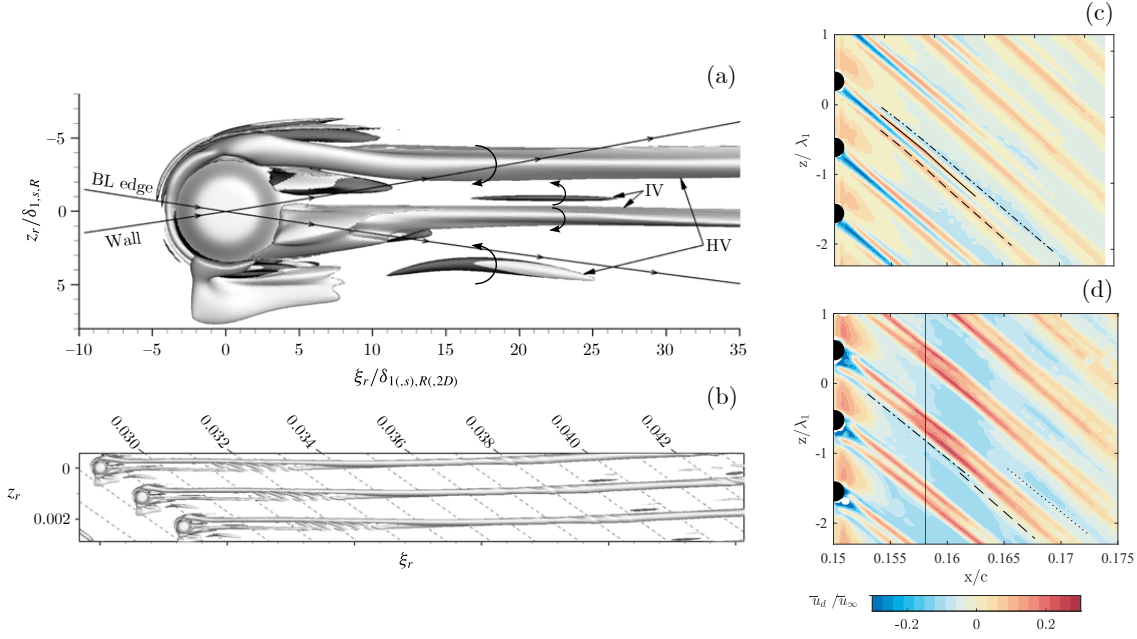 (a)
−5
0
5
z_r/δ_{1,s,R}
BL edge
Wall
IV
HV
−10 −5 0 5 10 15 20 25 30 35
ξ_r/δ_{1(,s),R(,2D)}
(b)
0.030 0.032 0.034 0.036 0.038 0.040 0.042
0
0.002
z_r
ξ_r
(c)
1
0
-1
-2
z/ λ_1
(d)
1
0
-1
-2
z/λ_1
0.15 0.155 0.16 0.165 0.17 0.175
x/c
u̅_d /u̅_∞
-0.2 0 0.2